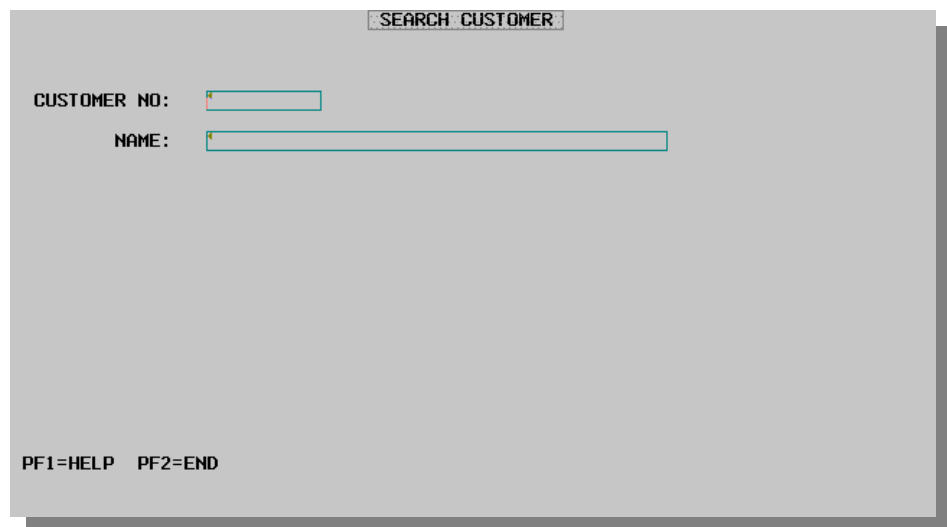 SEARCH CUSTOMER
CUSTOMER NO:
NAME:
PF1=HELP PF2=END